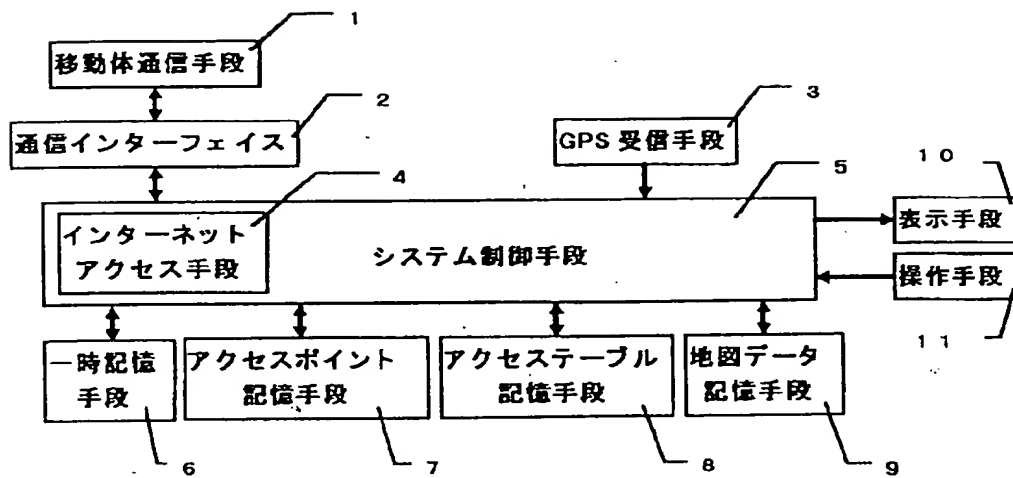 1
移動体通信手段
2
通信インターフェイス
3
GPS 受信手段
4
5
10
インターネット
アクセス手段
システム制御手段
表示手段
操作手段
11
一時記憶
手段
アクセスポイント
記憶手段
アクセステーブル
記憶手段
地図データ
記憶手段
6
7
8
9